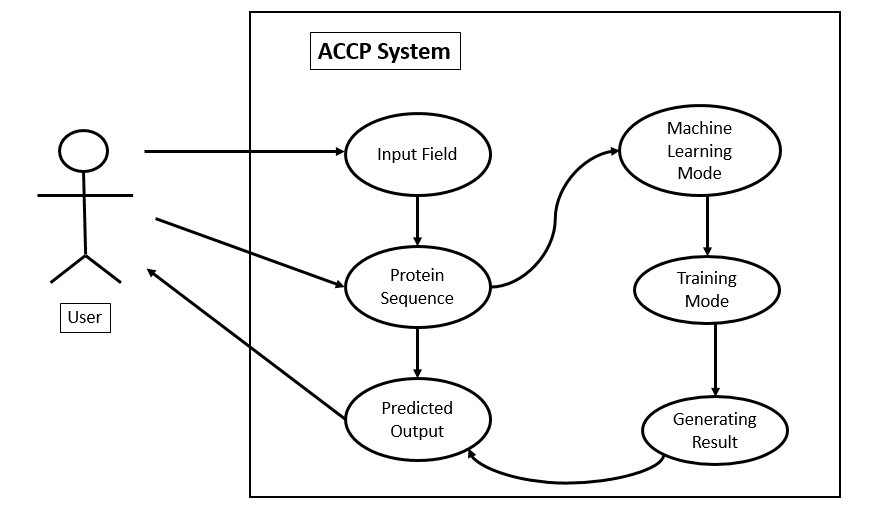 ACCP System
Input Field
Machine
Learning
Mode
Protein
Sequence
Training
Mode
User
Predicted
Output
Generating
Result